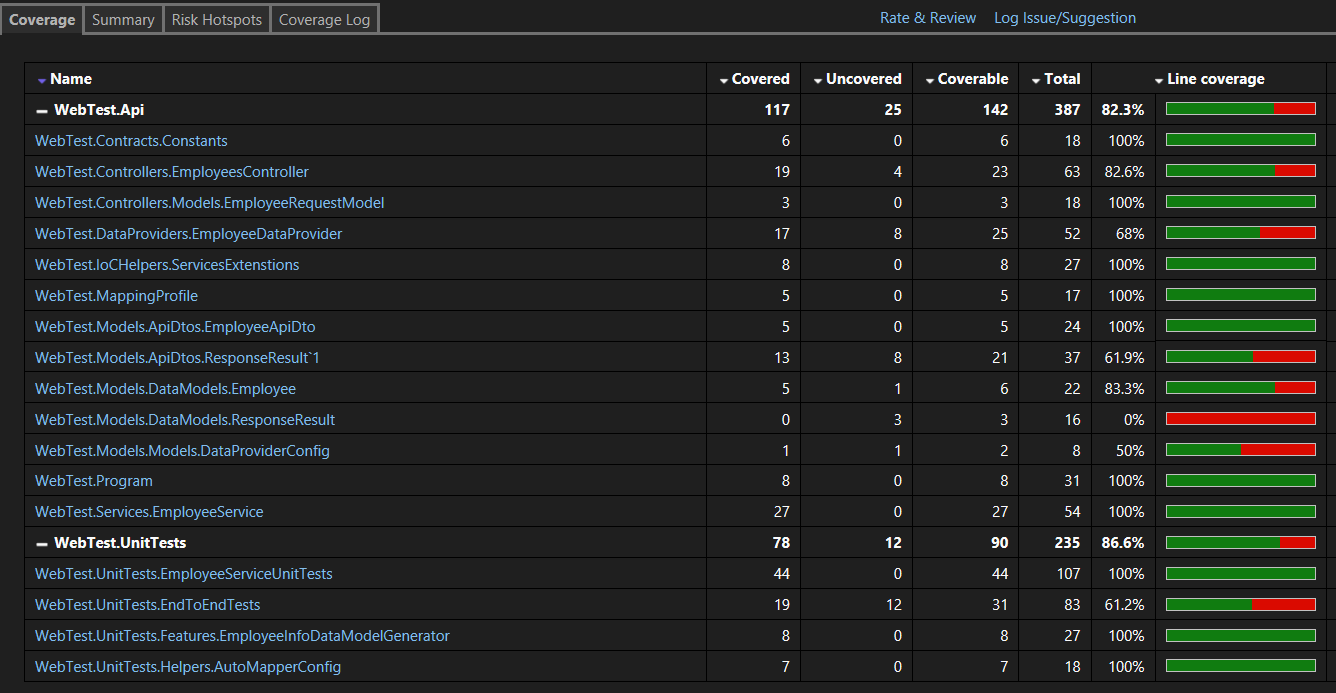 Coverage Summary Risk Hotspots Coverage Log Rate & Review Log Issue/Suggestion
Name Covered Uncovered Coverable Total Line coverage
WebTest.Api 117 25 142 387 82.3%
WebTest.Contracts.Constants 6 0 6 18 100%
WebTest.Controllers.EmployeesController 19 4 23 63 82.6%
WebTest.Controllers.Models.EmployeeRequestModel 3 0 3 18 100%
WebTest.DataProviders.EmployeeDataProvider 17 8 25 52 68%
WebTest.IoCHelpers.ServicesExtenstions 8 0 8 27 100%
WebTest.MappingProfile 5 0 5 17 100%
WebTest.Models.ApiDtos.EmployeeApiDto 5 0 5 24 100%
WebTest.Models.ApiDtos.ResponseResult`1 13 8 21 37 61.9%
WebTest.Models.DataModels.Employee 5 1 6 22 83.3%
WebTest.Models.DataModels.ResponseResult 0 3 3 16 0%
WebTest.Models.Models.DataProviderConfig 1 1 2 8 50%
WebTest.Program 8 0 8 31 100%
WebTest.Services.EmployeeService 27 0 27 54 100%
WebTest.UnitTests 78 12 90 235 86.6%
WebTest.UnitTests.EmployeeServiceUnitTests 44 0 44 107 100%
WebTest.UnitTests.EndToEndTests 19 12 31 83 61.2%
WebTest.UnitTests.Features.EmployeeInfoDataModelGenerator 8 0 8 27 100%
WebTest.UnitTests.Helpers.AutoMapperConfig 7 0 7 18 100%